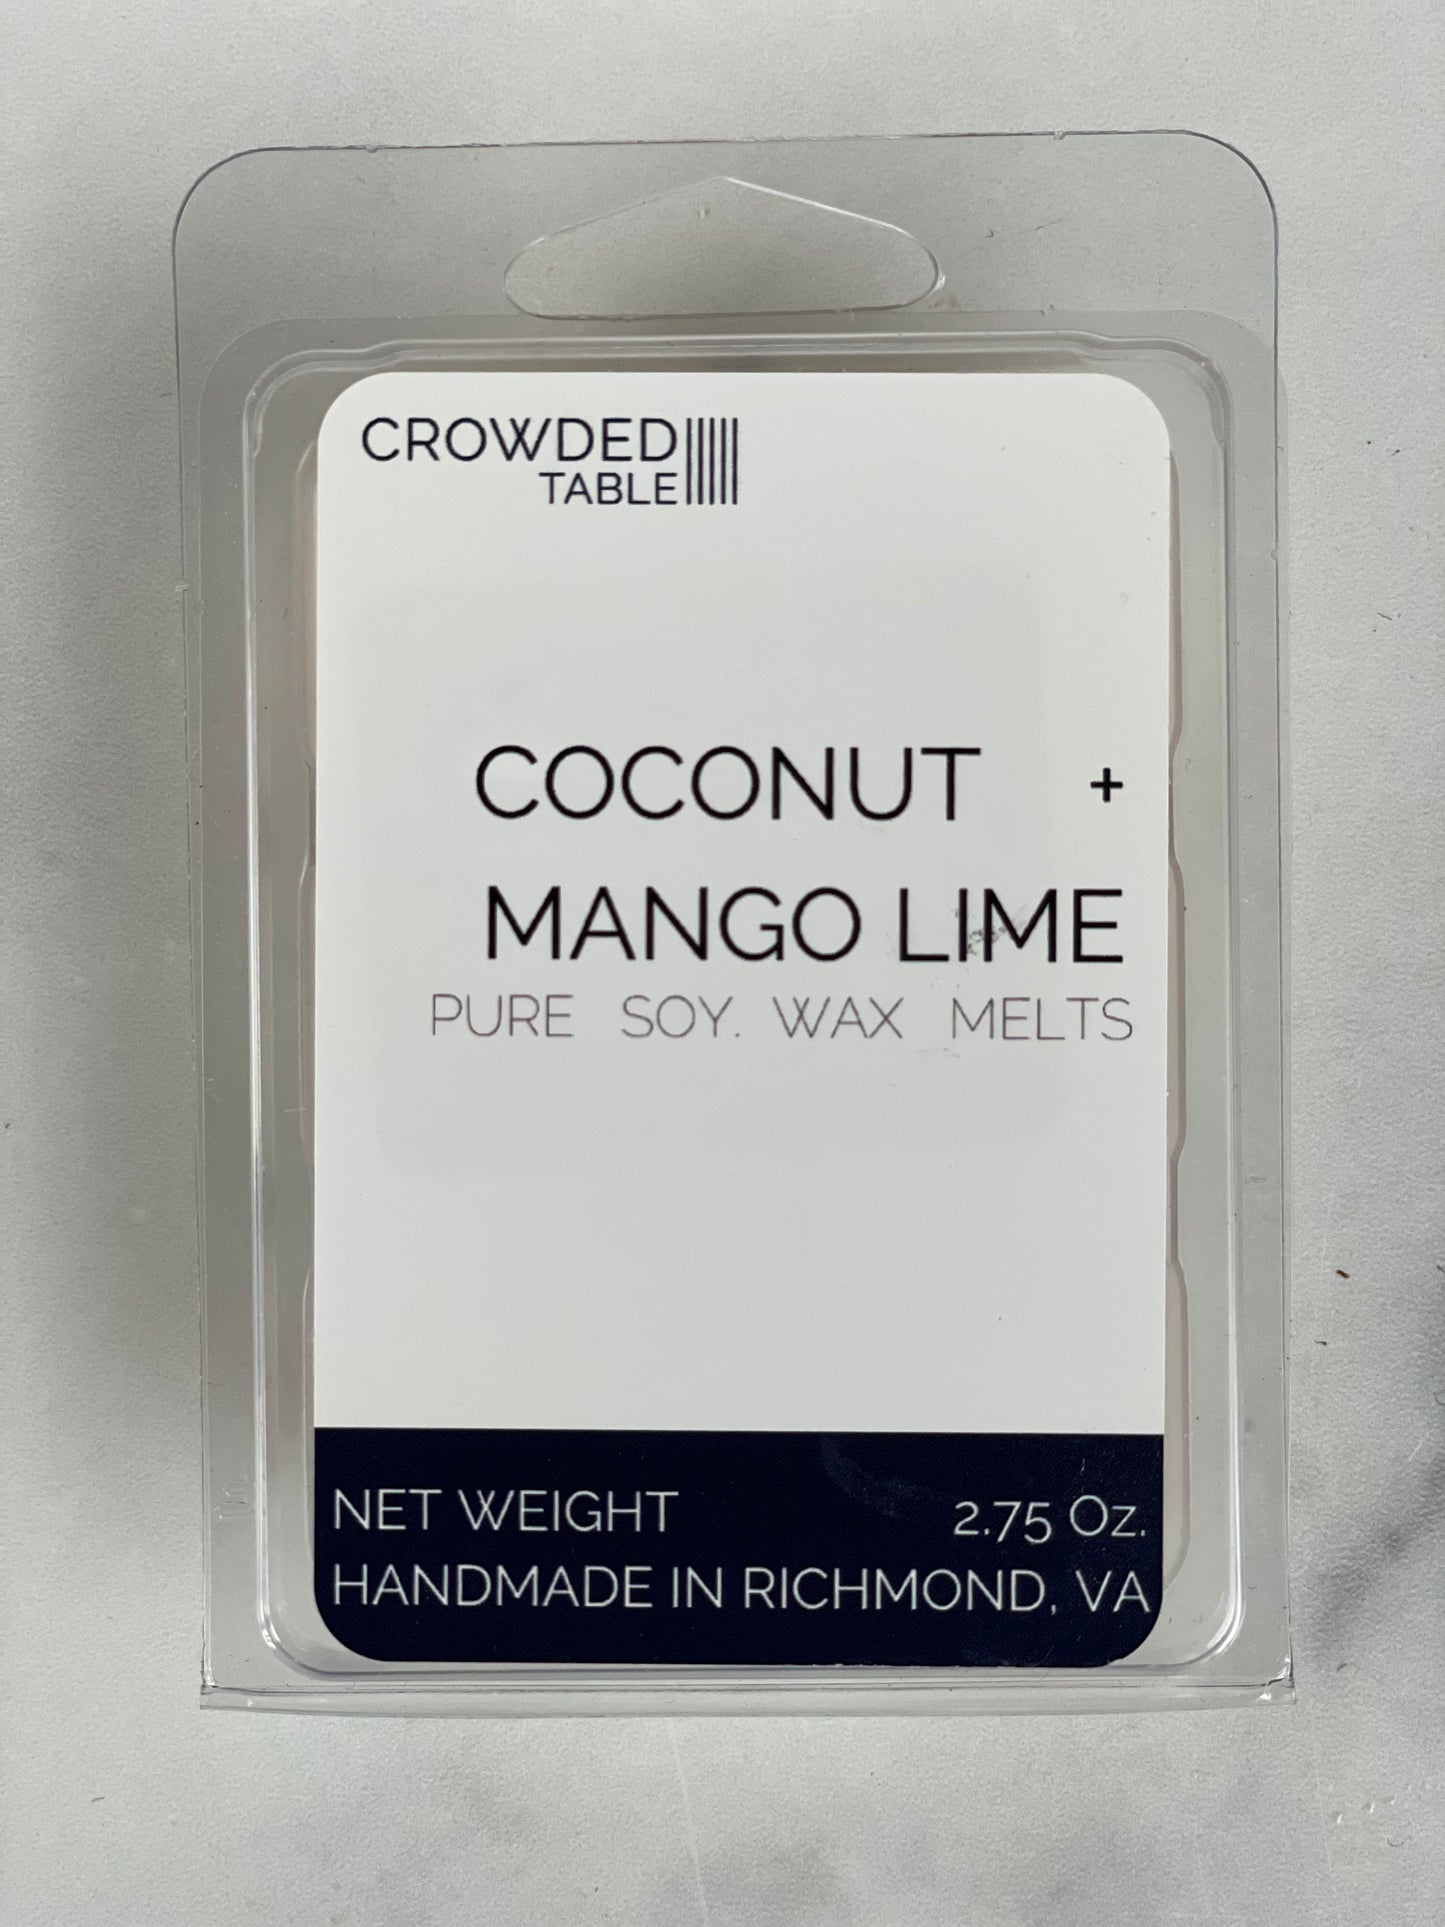 CROWDED
TABLE
COCONUT +
MANGO LIME
PURE SOY. WAX MELTS
NET WEIGHT 2.75 Oz.
HANDMADE IN RICHMOND, VA